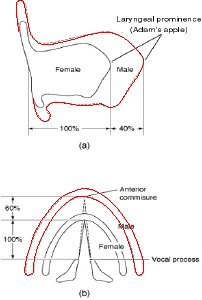 Laryngeal prominence
(Adam's apple)
Female
Male
100%
40%
(a)
Anterior
commisure
60%
Male
100%
Female
Vocal process
(b)